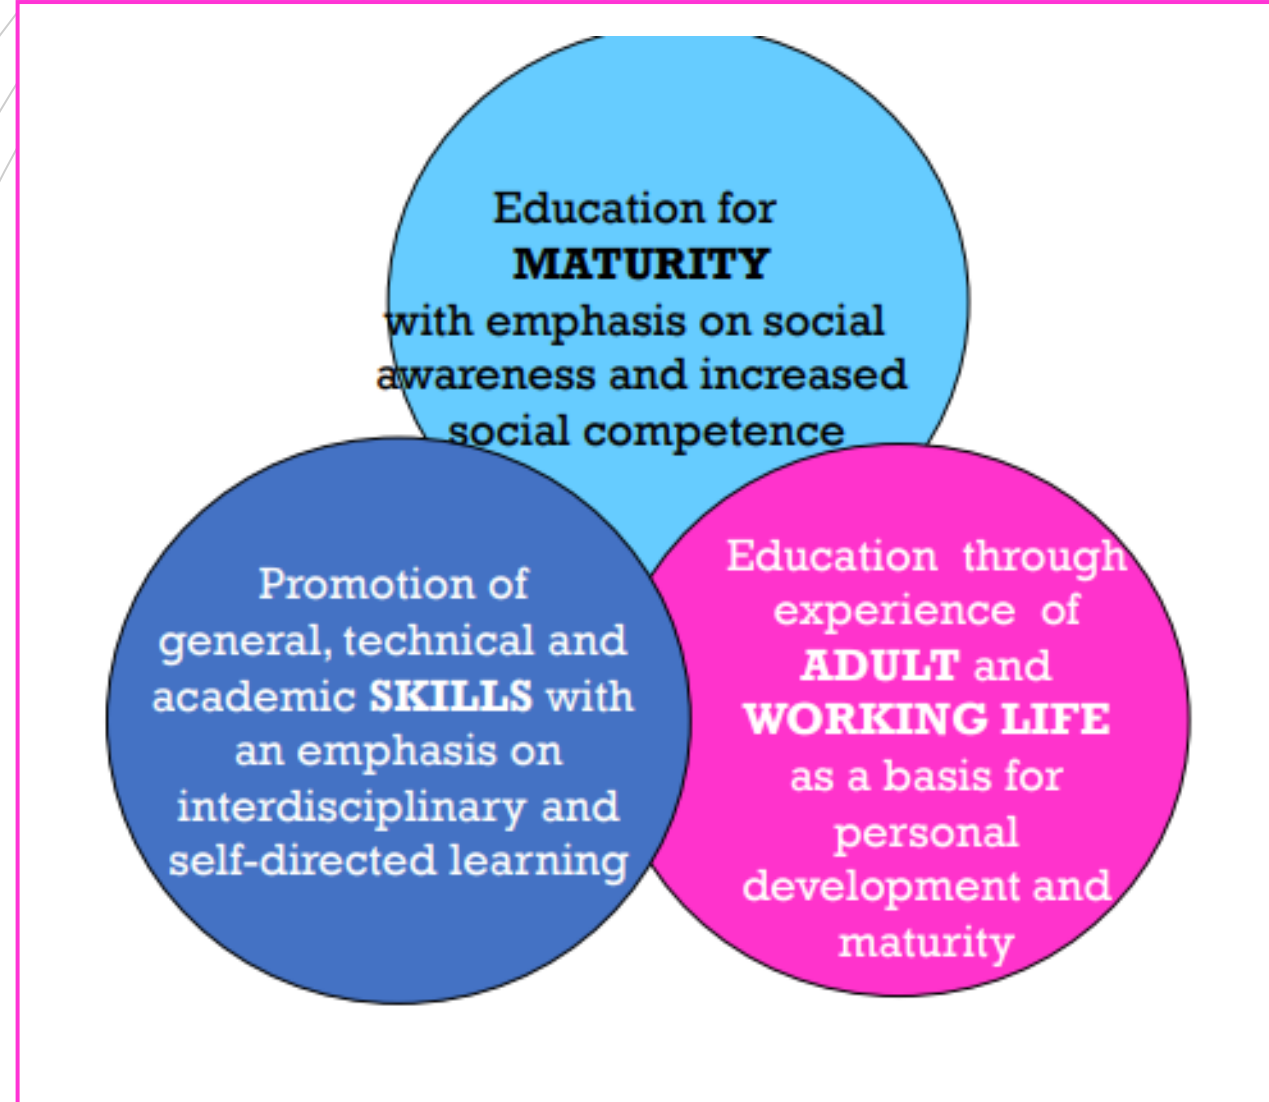 Education for
MATURITY
with emphasis on social
awareness and increased
social competence
Promotion of
general, technical and
academic SKILLS with
an emphasis on
interdisciplinary and
self-directed learning
Education through
experience of
ADULT and
WORKING LIFE
as a basis for
personal
development and
maturity